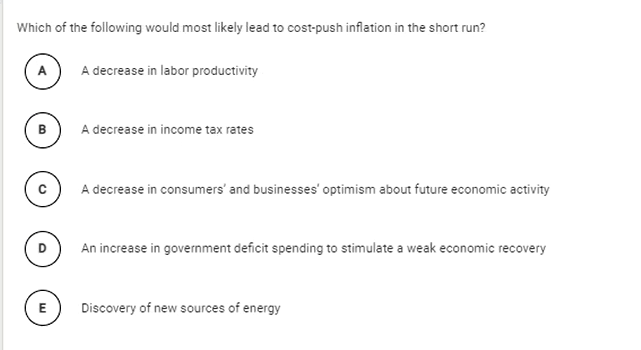 Which of the following would most likely lead to cost-push inflation in the short run?
A A decrease in labor productivity
B A decrease in income tax rates
C A decrease in consumers' and businesses' optimism about future economic activity
D An increase in government deficit spending to stimulate a weak economic recovery
E Discovery of new sources of energy